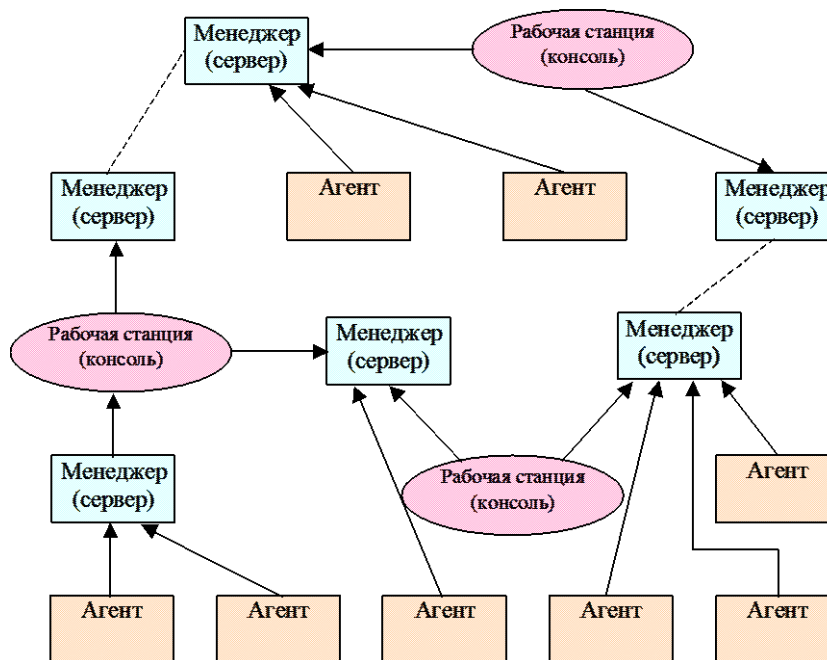 Менеджер
(сервер)
Рабочая станция
(консоль)
Менеджер
(сервер)
Агент
Агент
Менеджер
(сервер)
Рабочая станция
(консоль)
Менеджер
(сервер)
Менеджер
(сервер)
Менеджер
(сервер)
Рабочая станция
(консоль)
Агент
Агент
Агент
Агент
Агент
Агент